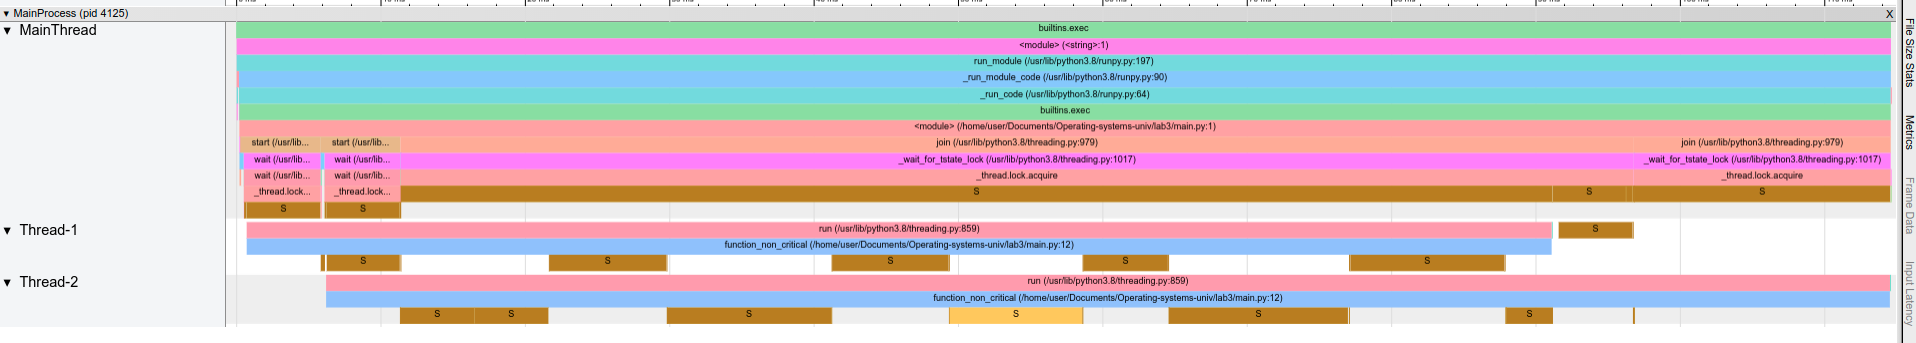 ▼ MainProcess (pid 4125)
X
▼ MainThread
builtins.exec
<module> (<string>:1)
run_module (/usr/lib/python3.8/runpy.py:197)
_run_module_code (/usr/lib/python3.8/runpy.py:90)
_run_code (/usr/lib/python3.8/runpy.py:64)
builtins.exec
<module> (/home/user/Documents/Operating-systems-univ/lab3/main.py:1)
start (/usr/lib... start (/usr/lib... join (/usr/lib/python3.8/threading.py:979) join (/usr/lib/python3.8/threading.py:979)
wait (/usr/lib... wait (/usr/lib... _wait_for_tstate_lock (/usr/lib/python3.8/threading.py:1017) _wait_for_tstate_lock (/usr/lib/python3.8/threading.py:1017)
wait (/usr/lib... wait (/usr/lib... _thread.lock.acquire _thread.lock.acquire
_thread.lock... _thread.lock... S S S
S S
▼ Thread-1
run (/usr/lib/python3.8/threading.py:859) S
function_non_critical (/home/user/Documents/Operating-systems-univ/lab3/main.py:12)
S S S S S
▼ Thread-2
run (/usr/lib/python3.8/threading.py:859)
function_non_critical (/home/user/Documents/Operating-systems-univ/lab3/main.py:12)
S S S S S S
File Size Stats
Metrics
Frame Data
Input Latency